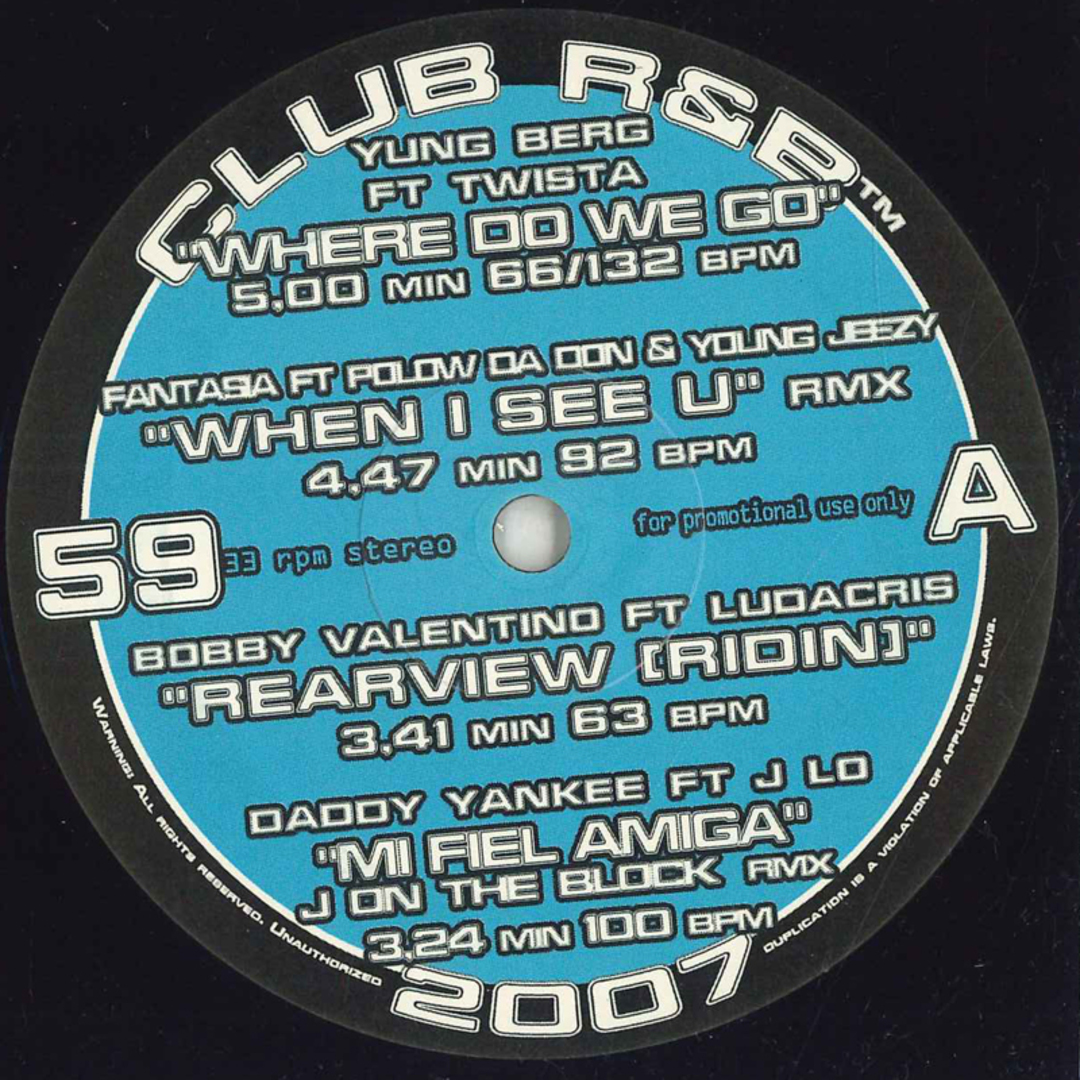 CLUB R&B™
YUNG BERG
FT TWISTA
"WHERE DO WE GO"
5,00 MIN 66/132 BPM
FANTASIA FT POLOW DA DON & YOUNG JEEZY
"WHEN I SEE U" RMX
4,47 MIN 92 BPM
59
33 rpm stereo
for promotional use only
A
BOBBY VALENTINO FT LUDACRIS
"REARVIEW [RIDIN]"
3,41 MIN 63 BPM
DADDY YANKEE FT J LO
"MI FIEL AMIGA"
J ON THE BLOCK RMX
3,24 MIN 100 BPM
2007
WARNING: ALL RIGHTS RESERVED. UNAUTHORIZED
DUPLICATION IS A VIOLATION OF APPLICABLE LAWS.